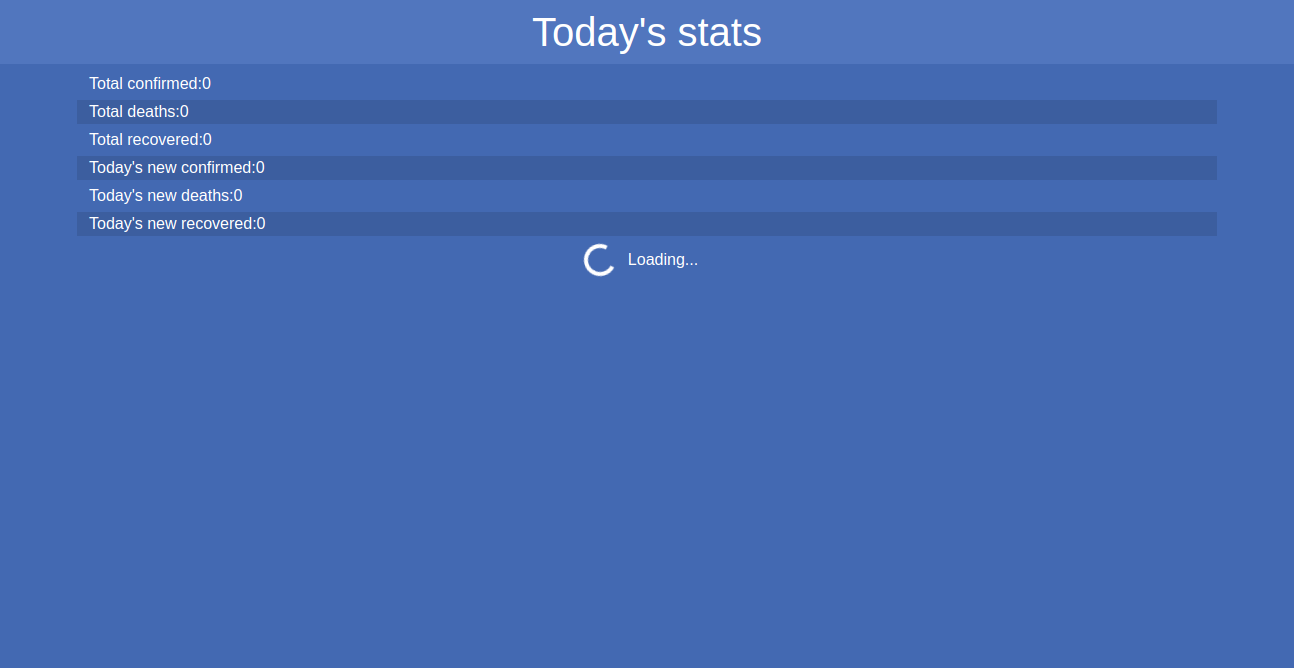 Today's stats
Total confirmed:0
Total deaths:0
Total recovered:0
Today's new confirmed:0
Today's new deaths:0
Today's new recovered:0
Loading...